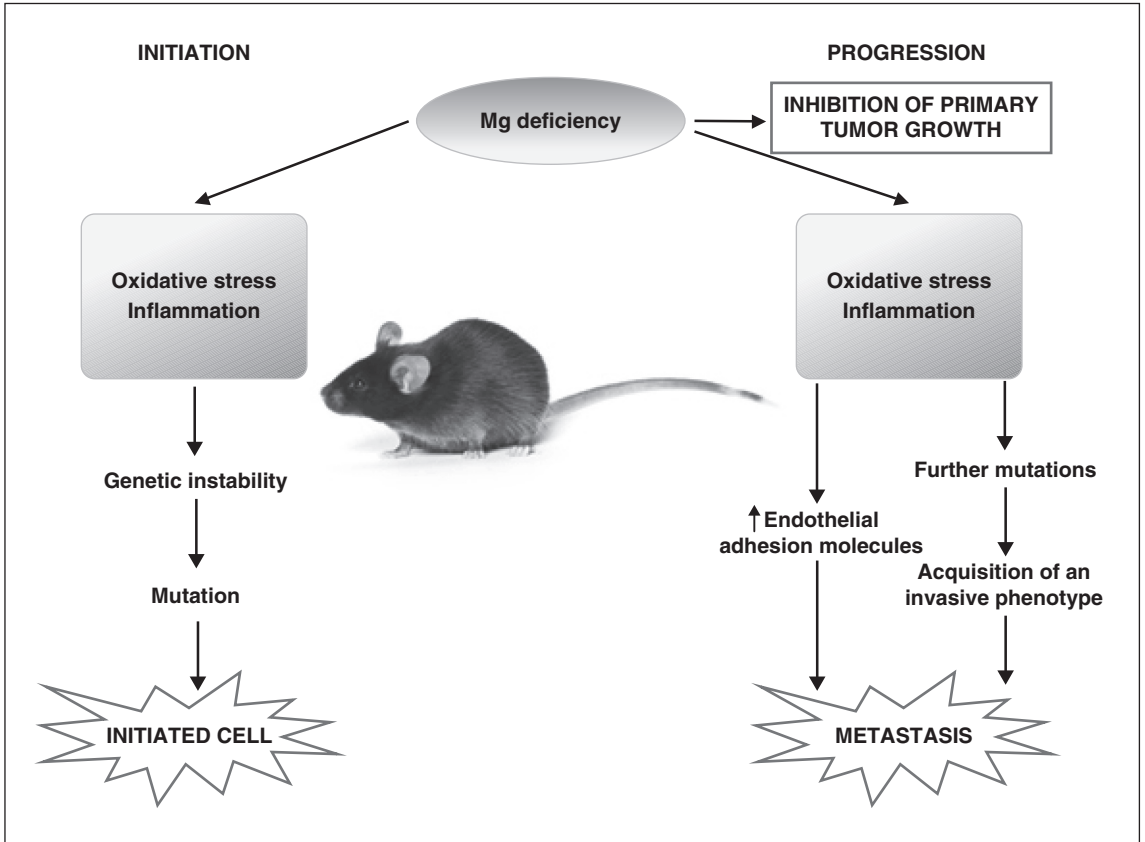 INITIATION
PROGRESSION
Mg deficiency
INHIBITION OF PRIMARY
TUMOR GROWTH
Oxidative stress
Inflammation
Genetic instability
Mutation
INITIATED CELL
Oxidative stress
Inflammation
↑Endothelial
adhesion molecules
Further mutations
Acquisition of an
invasive phenotype
METASTASIS